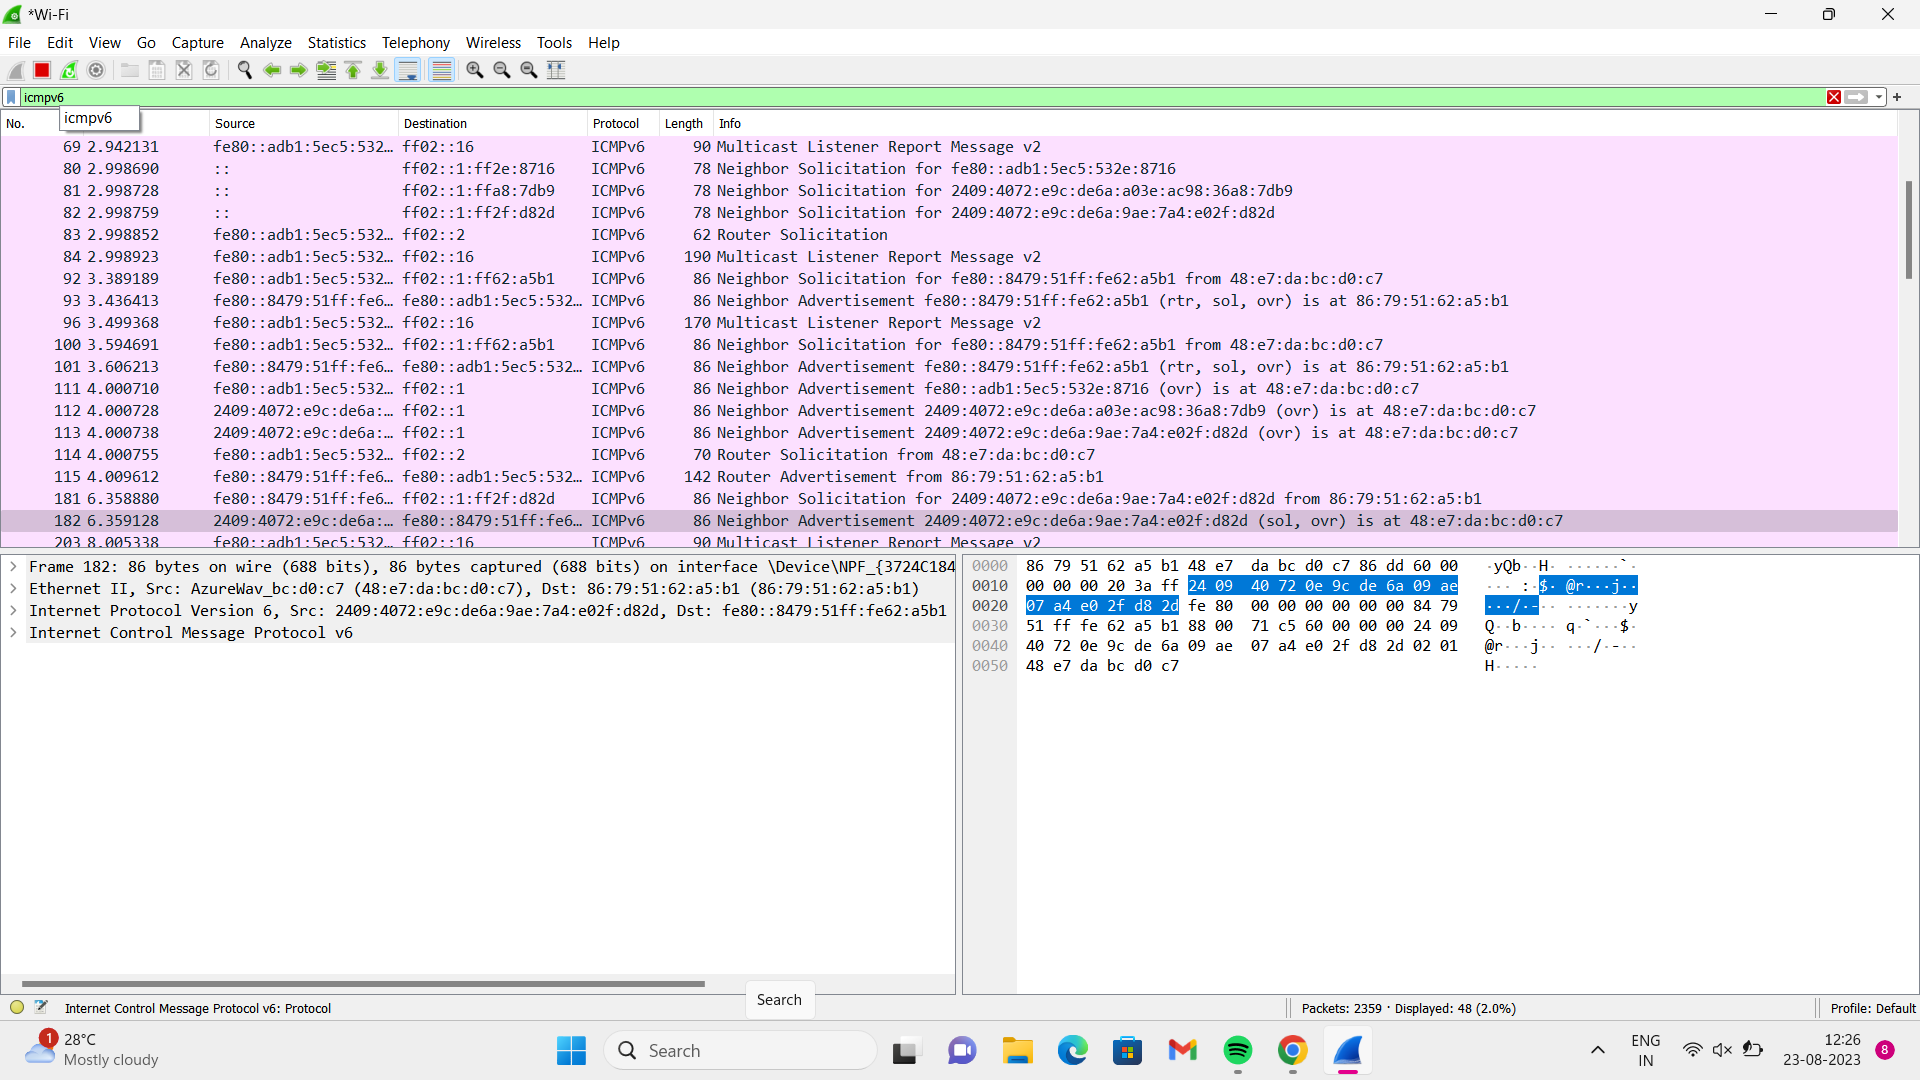 *Wi-Fi
File Edit View Go Capture Analyze Statistics Telephony Wireless Tools Help
icmpv6
icmpv6
No. Source Destination Protocol Length Info
69 2.942131 fe80::adb1:5ec5:532… ff02::16 ICMPv6 90 Multicast Listener Report Message v2
80 2.998690 :: ff02::1:ff2e:8716 ICMPv6 78 Neighbor Solicitation for fe80::adb1:5ec5:532e:8716
81 2.998728 :: ff02::1:ffa8:7db9 ICMPv6 78 Neighbor Solicitation for 2409:4072:e9c:de6a:a03e:ac98:36a8:7db9
82 2.998759 :: ff02::1:ff2f:d82d ICMPv6 78 Neighbor Solicitation for 2409:4072:e9c:de6a:9ae:7a4:e02f:d82d
83 2.998852 fe80::adb1:5ec5:532… ff02::2 ICMPv6 62 Router Solicitation
84 2.998923 fe80::adb1:5ec5:532… ff02::16 ICMPv6 190 Multicast Listener Report Message v2
92 3.389189 fe80::adb1:5ec5:532… ff02::1:ff62:a5b1 ICMPv6 86 Neighbor Solicitation for fe80::8479:51ff:fe62:a5b1 from 48:e7:da:bc:d0:c7
93 3.436413 fe80::8479:51ff:fe6… fe80::adb1:5ec5:532… ICMPv6 86 Neighbor Advertisement fe80::8479:51ff:fe62:a5b1 (rtr, sol, ovr) is at 86:79:51:62:a5:b1
96 3.499368 fe80::adb1:5ec5:532… ff02::16 ICMPv6 170 Multicast Listener Report Message v2
100 3.594691 fe80::adb1:5ec5:532… ff02::1:ff62:a5b1 ICMPv6 86 Neighbor Solicitation for fe80::8479:51ff:fe62:a5b1 from 48:e7:da:bc:d0:c7
101 3.606213 fe80::8479:51ff:fe6… fe80::adb1:5ec5:532… ICMPv6 86 Neighbor Advertisement fe80::8479:51ff:fe62:a5b1 (rtr, sol, ovr) is at 86:79:51:62:a5:b1
111 4.000710 fe80::adb1:5ec5:532… ff02::1 ICMPv6 86 Neighbor Advertisement fe80::adb1:5ec5:532e:8716 (ovr) is at 48:e7:da:bc:d0:c7
112 4.000728 2409:4072:e9c:de6a:… ff02::1 ICMPv6 86 Neighbor Advertisement 2409:4072:e9c:de6a:a03e:ac98:36a8:7db9 (ovr) is at 48:e7:da:bc:d0:c7
113 4.000738 2409:4072:e9c:de6a:… ff02::1 ICMPv6 86 Neighbor Advertisement 2409:4072:e9c:de6a:9ae:7a4:e02f:d82d (ovr) is at 48:e7:da:bc:d0:c7
114 4.000755 fe80::adb1:5ec5:532… ff02::2 ICMPv6 70 Router Solicitation from 48:e7:da:bc:d0:c7
115 4.009612 fe80::8479:51ff:fe6… fe80::adb1:5ec5:532… ICMPv6 142 Router Advertisement from 86:79:51:62:a5:b1
181 6.358880 fe80::8479:51ff:fe6… ff02::1:ff2f:d82d ICMPv6 86 Neighbor Solicitation for 2409:4072:e9c:de6a:9ae:7a4:e02f:d82d from 86:79:51:62:a5:b1
182 6.359128 2409:4072:e9c:de6a:… fe80::8479:51ff:fe6… ICMPv6 86 Neighbor Advertisement 2409:4072:e9c:de6a:9ae:7a4:e02f:d82d (sol, ovr) is at 48:e7:da:bc:d0:c7
203 8.005338 fe80::adb1:5ec5:532… ff02::16 ICMPv6 90 Multicast Listener Report Message v2
Frame 182: 86 bytes on wire (688 bits), 86 bytes captured (688 bits) on interface \Device\NPF_{3724C184
Ethernet II, Src: AzureWav_bc:d0:c7 (48:e7:da:bc:d0:c7), Dst: 86:79:51:62:a5:b1 (86:79:51:62:a5:b1)
Internet Protocol Version 6, Src: 2409:4072:e9c:de6a:9ae:7a4:e02f:d82d, Dst: fe80::8479:51ff:fe62:a5b1
Internet Control Message Protocol v6
0000 86 79 51 62 a5 b1 48 e7 da bc d0 c7 86 dd 60 00 ·yQb··H· ······`·
0010 00 00 00 20 3a ff 24 09 40 72 0e 9c de 6a 09 ae ··· :·$· @r···j··
0020 07 a4 e0 2f d8 2d fe 80 00 00 00 00 00 00 84 79 ···/·-·· ·······y
0030 51 ff fe 62 a5 b1 88 00 71 c5 60 00 00 00 24 09 Q··b···· q·`···$·
0040 40 72 0e 9c de 6a 09 ae 07 a4 e0 2f d8 2d 02 01 @r···j·· ···/·-··
0050 48 e7 da bc d0 c7 H·····
Internet Control Message Protocol v6: Protocol
Search
Packets: 2359 · Displayed: 48 (2.0%)
Profile: Default
1
28°C
Mostly cloudy
Search
ENG
IN
12:26
23-08-2023
8